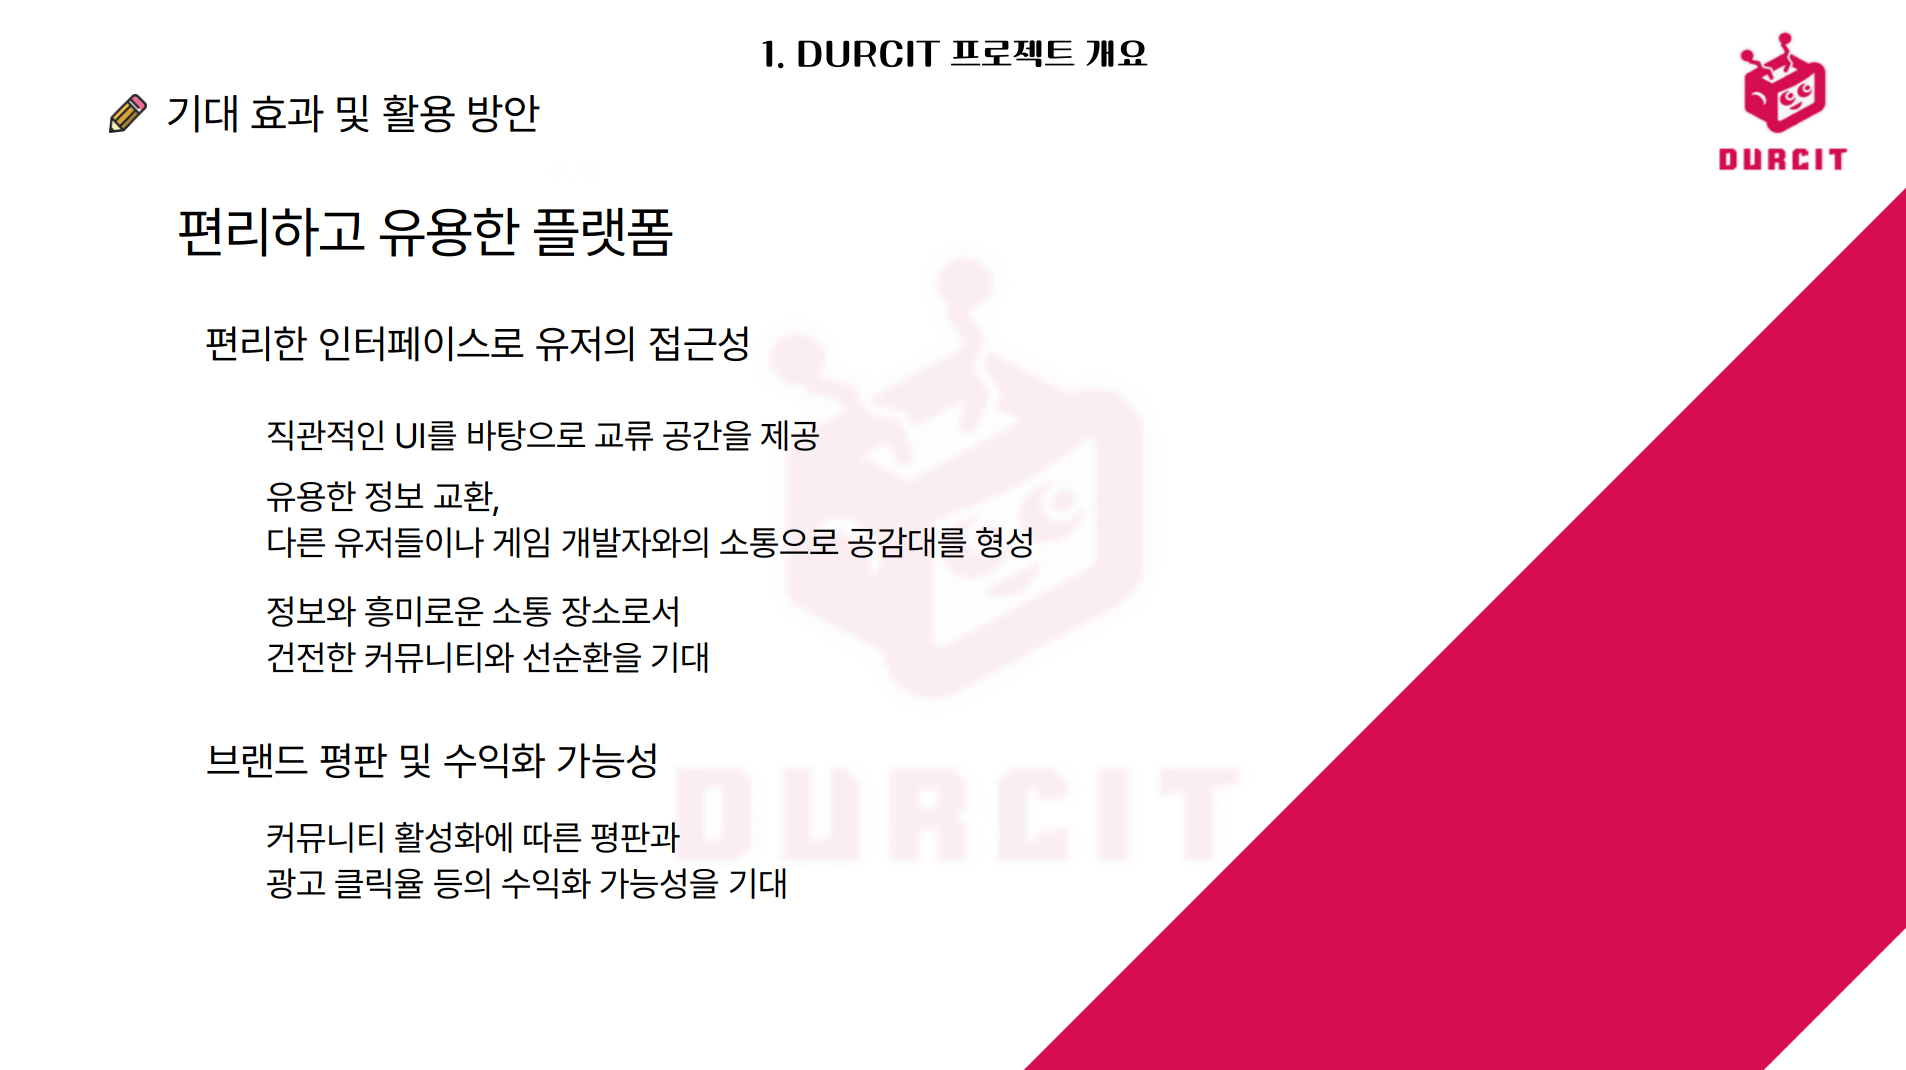 1. DURCIT 프로젝트 개요
기대 효과 및 활용 방안
DURCIT
편리하고 유용한 플랫폼
편리한 인터페이스로 유저의 접근성
직관적인 UI를 바탕으로 교류 공간을 제공
유용한 정보 교환,
다른 유저들이나 게임 개발자와의 소통으로 공감대를 형성
정보와 흥미로운 소통 장소로서
건전한 커뮤니티와 선순환을 기대
브랜드 평판 및 수익화 가능성
DURCIT
커뮤니티 활성화에 따른 평판과
광고 클릭율 등의 수익화 가능성을 기대